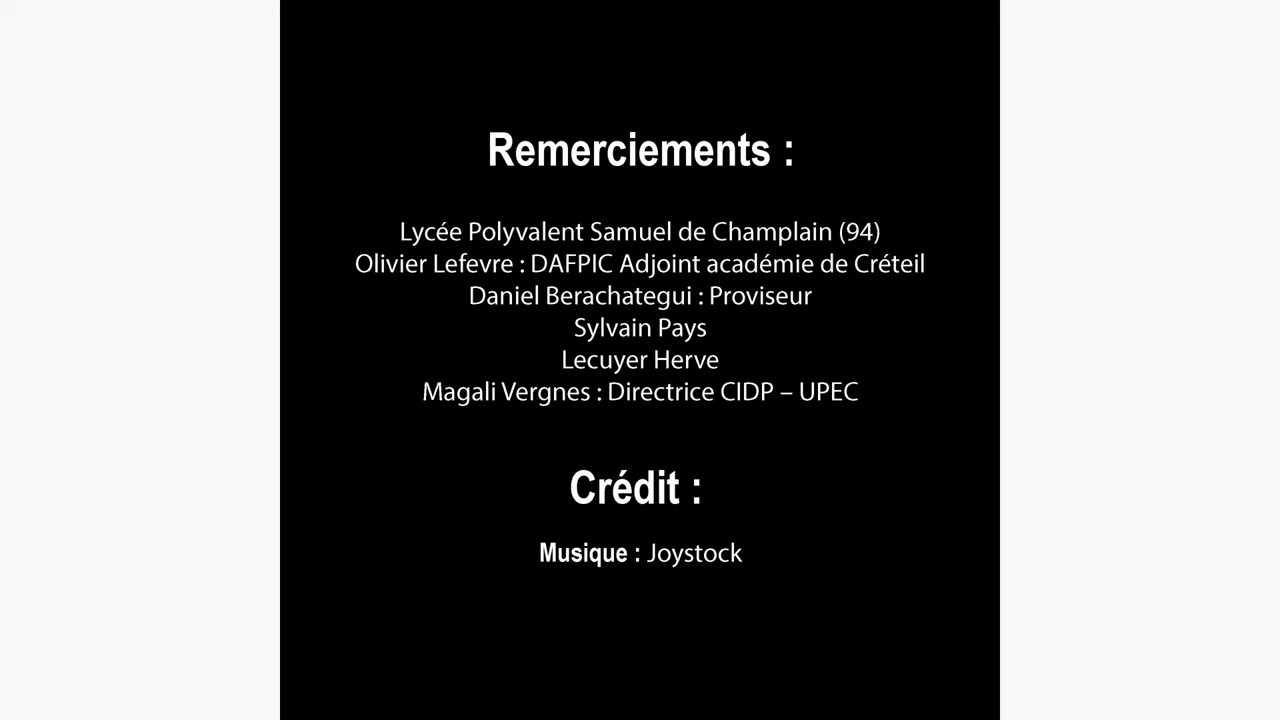 Remerciements :
Lycée Polyvalent Samuel de Champlain (94)
Olivier Lefevre : DAFPIC Adjoint académie de Créteil
Daniel Berachategui : Proviseur
Sylvain Pays
Lecuyer Herve
Magali Vergnes : Directrice CIDP – UPEC
Crédit :
Musique : Joystock